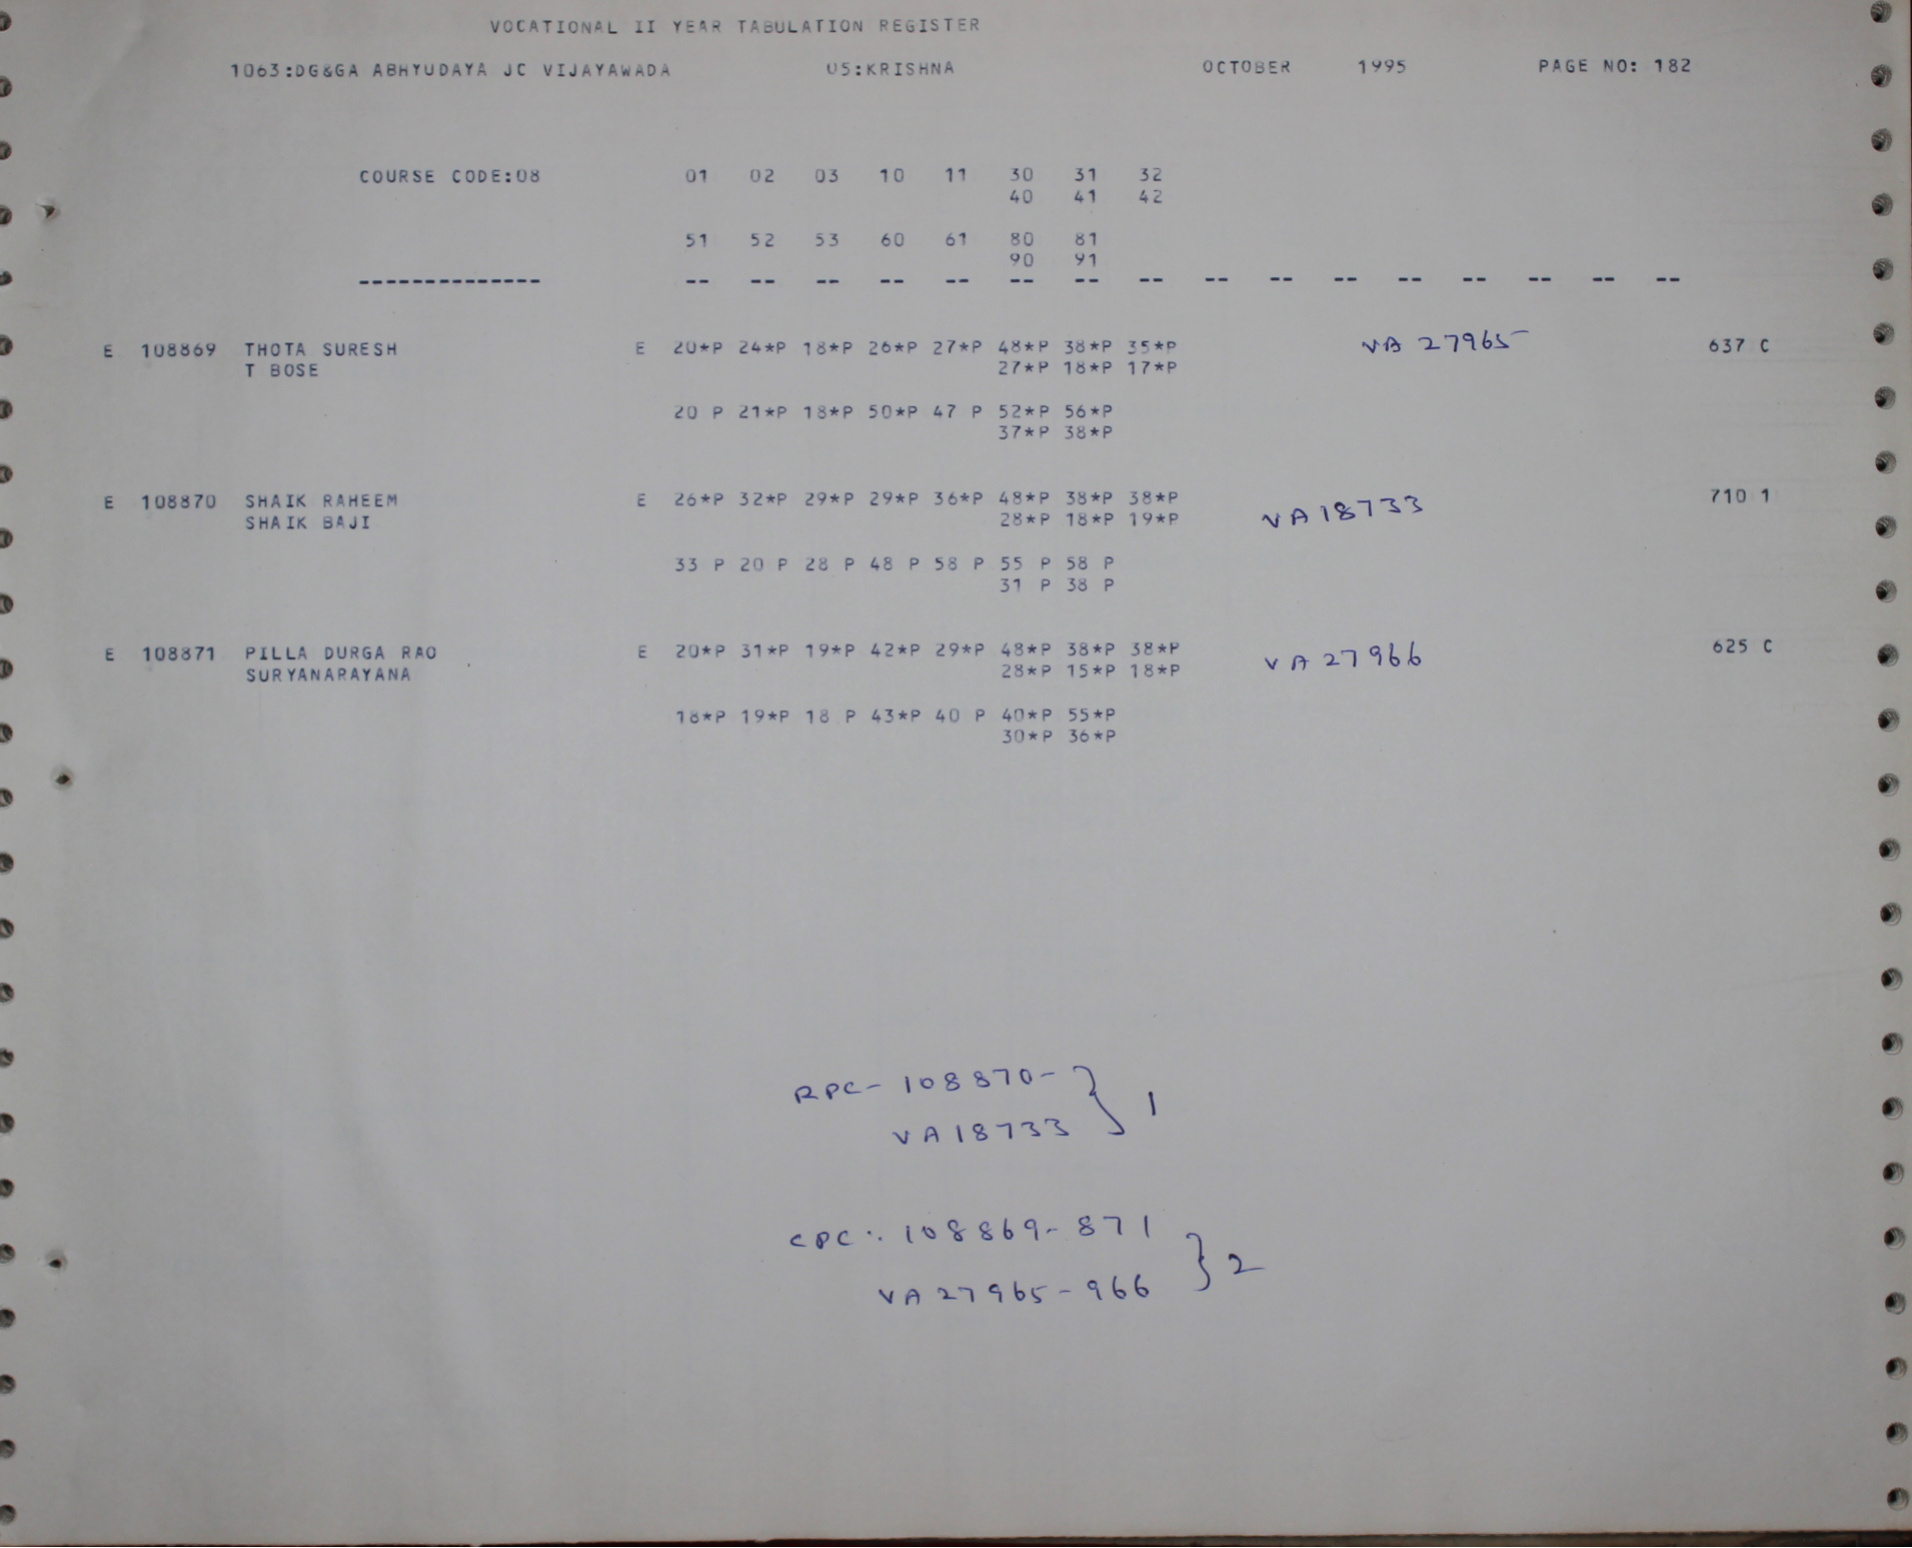 VOCATIONAL II YEAR TABULATION REGISTER
1063:DG&GA ABHYUDAYA JC VIJAYAWADA 05:KRISHNA OCTOBER 1995 PAGE NO: 182
COURSE CODE:08 01 02 03 10 11 30 31 32
40 41 42
51 52 53 60 61 80 81
90 91
-------------- -- -- -- -- -- -- -- -- -- -- -- -- -- -- -- --
E 108869 THOTA SURESH E 20*P 24*P 18*P 26*P 27*P 48*P 38*P 35*P VA 27965 637 C
T BOSE 27*P 18*P 17*P
20 P 21*P 18*P 50*P 47 P 52*P 56*P
37*P 38*P
E 108870 SHAIK RAHEEM E 26*P 32*P 29*P 29*P 36*P 48*P 38*P 38*P VA18733 710 1
SHAIK BAJI 28*P 18*P 19*P
33 P 20 P 28 P 48 P 58 P 55 P 58 P
31 P 38 P
E 108871 PILLA DURGA RAO E 20*P 31*P 19*P 42*P 29*P 48*P 38*P 38*P VA27966 625 C
SURYANARAYANA 28*P 15*P 18*P
18*P 19*P 18 P 43*P 40 P 40*P 55*P
30*P 36*P
RPC- 108870- } 1
VA18733
CPC:. 108869-871 } 2
VA27965-966